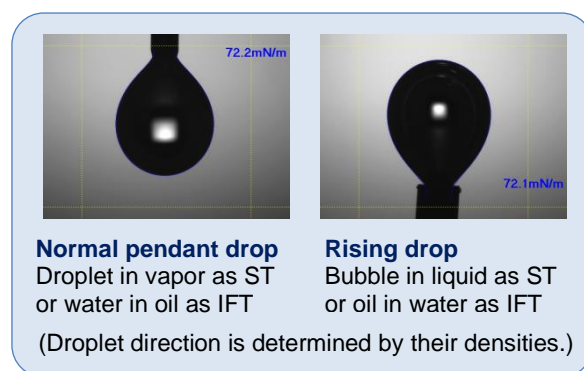 72.2mN/m
72.1mN/m
Normal pendant drop
Droplet in vapor as ST
or water in oil as IFT
Rising drop
Bubble in liquid as ST
or oil in water as IFT
(Droplet direction is determined by their densities.)